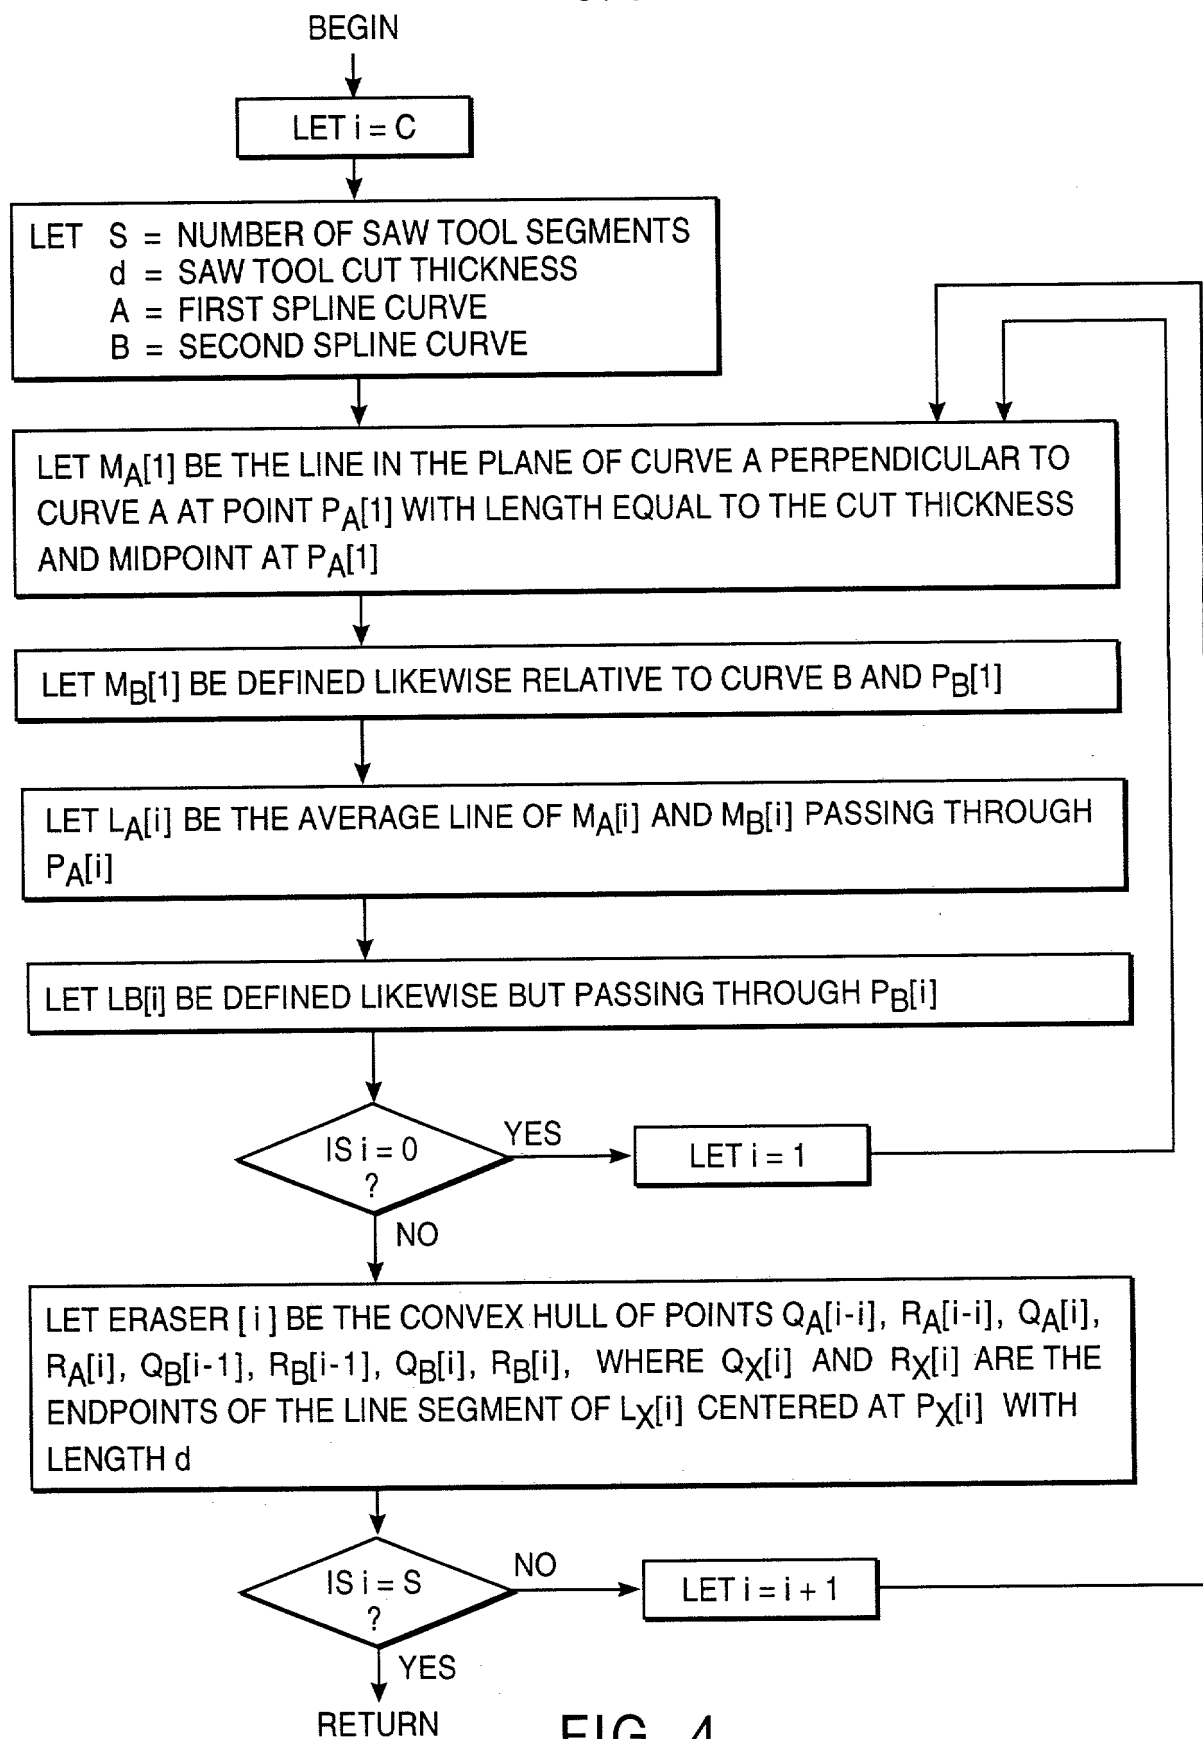 BEGIN
LET i = C
LET S = NUMBER OF SAW TOOL SEGMENTS
d = SAW TOOL CUT THICKNESS
A = FIRST SPLINE CURVE
B = SECOND SPLINE CURVE
LET MA[1] BE THE LINE IN THE PLANE OF CURVE A PERPENDICULAR TO
CURVE A AT POINT PA[1] WITH LENGTH EQUAL TO THE CUT THICKNESS
AND MIDPOINT AT PA[1]
LET MB[1] BE DEFINED LIKEWISE RELATIVE TO CURVE B AND PB[1]
LET LA[i] BE THE AVERAGE LINE OF MA[i] AND MB[i] PASSING THROUGH
PA[i]
LET LB[i] BE DEFINED LIKEWISE BUT PASSING THROUGH PB[i]
IS i = 0
?
YES
LET i = 1
NO
LET ERASER [ i ] BE THE CONVEX HULL OF POINTS QA[i-i], RA[i-i], QA[i],
RA[i], QB[i-1], RB[i-1], QB[i], RB[i], WHERE QX[i] AND RX[i] ARE THE
ENDPOINTS OF THE LINE SEGMENT OF LX[i] CENTERED AT PX[i] WITH
LENGTH d
IS i = S
?
NO
LET i = i + 1
YES
RETURN
FIG. 4